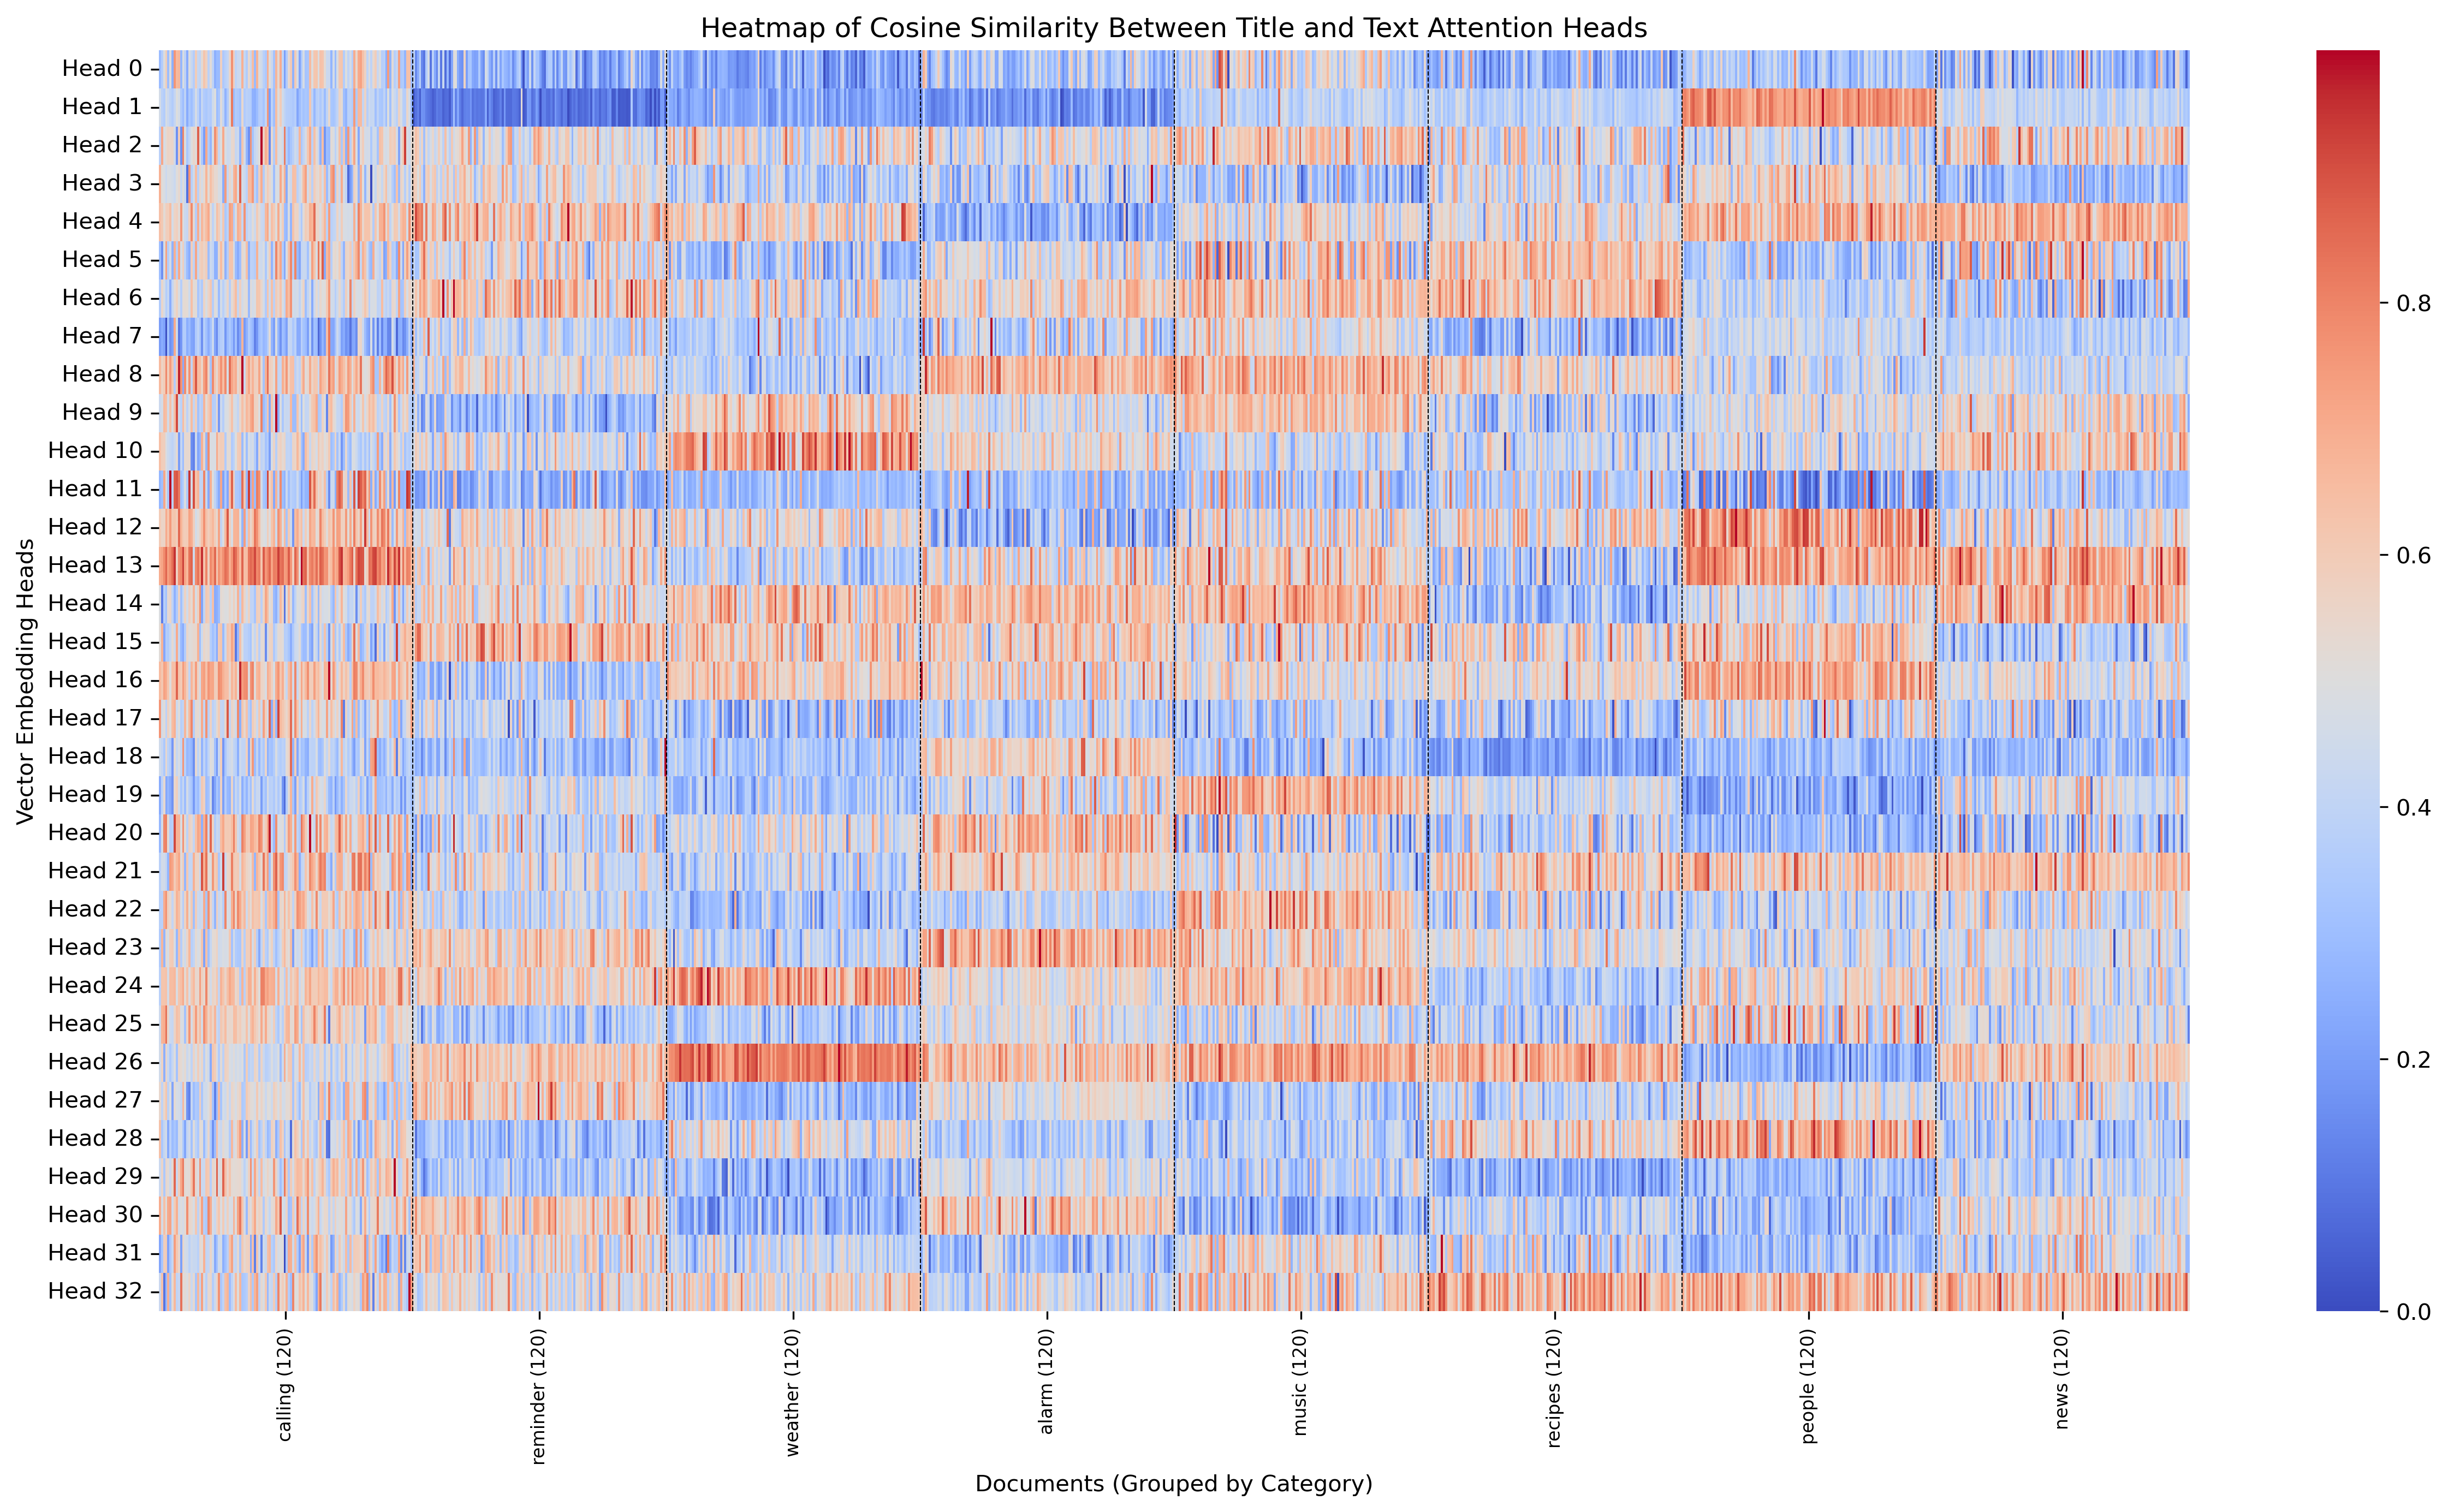 Heatmap of Cosine Similarity Between Title and Text Attention Heads
Vector Embedding Heads
Head 0
Head 1
Head 2
Head 3
Head 4
Head 5
Head 6
Head 7
Head 8
Head 9
Head 10
Head 11
Head 12
Head 13
Head 14
Head 15
Head 16
Head 17
Head 18
Head 19
Head 20
Head 21
Head 22
Head 23
Head 24
Head 25
Head 26
Head 27
Head 28
Head 29
Head 30
Head 31
Head 32
calling (120)
reminder (120)
weather (120)
alarm (120)
music (120)
recipes (120)
people (120)
news (120)
Documents (Grouped by Category)
0.8
0.6
0.4
0.2
0.0